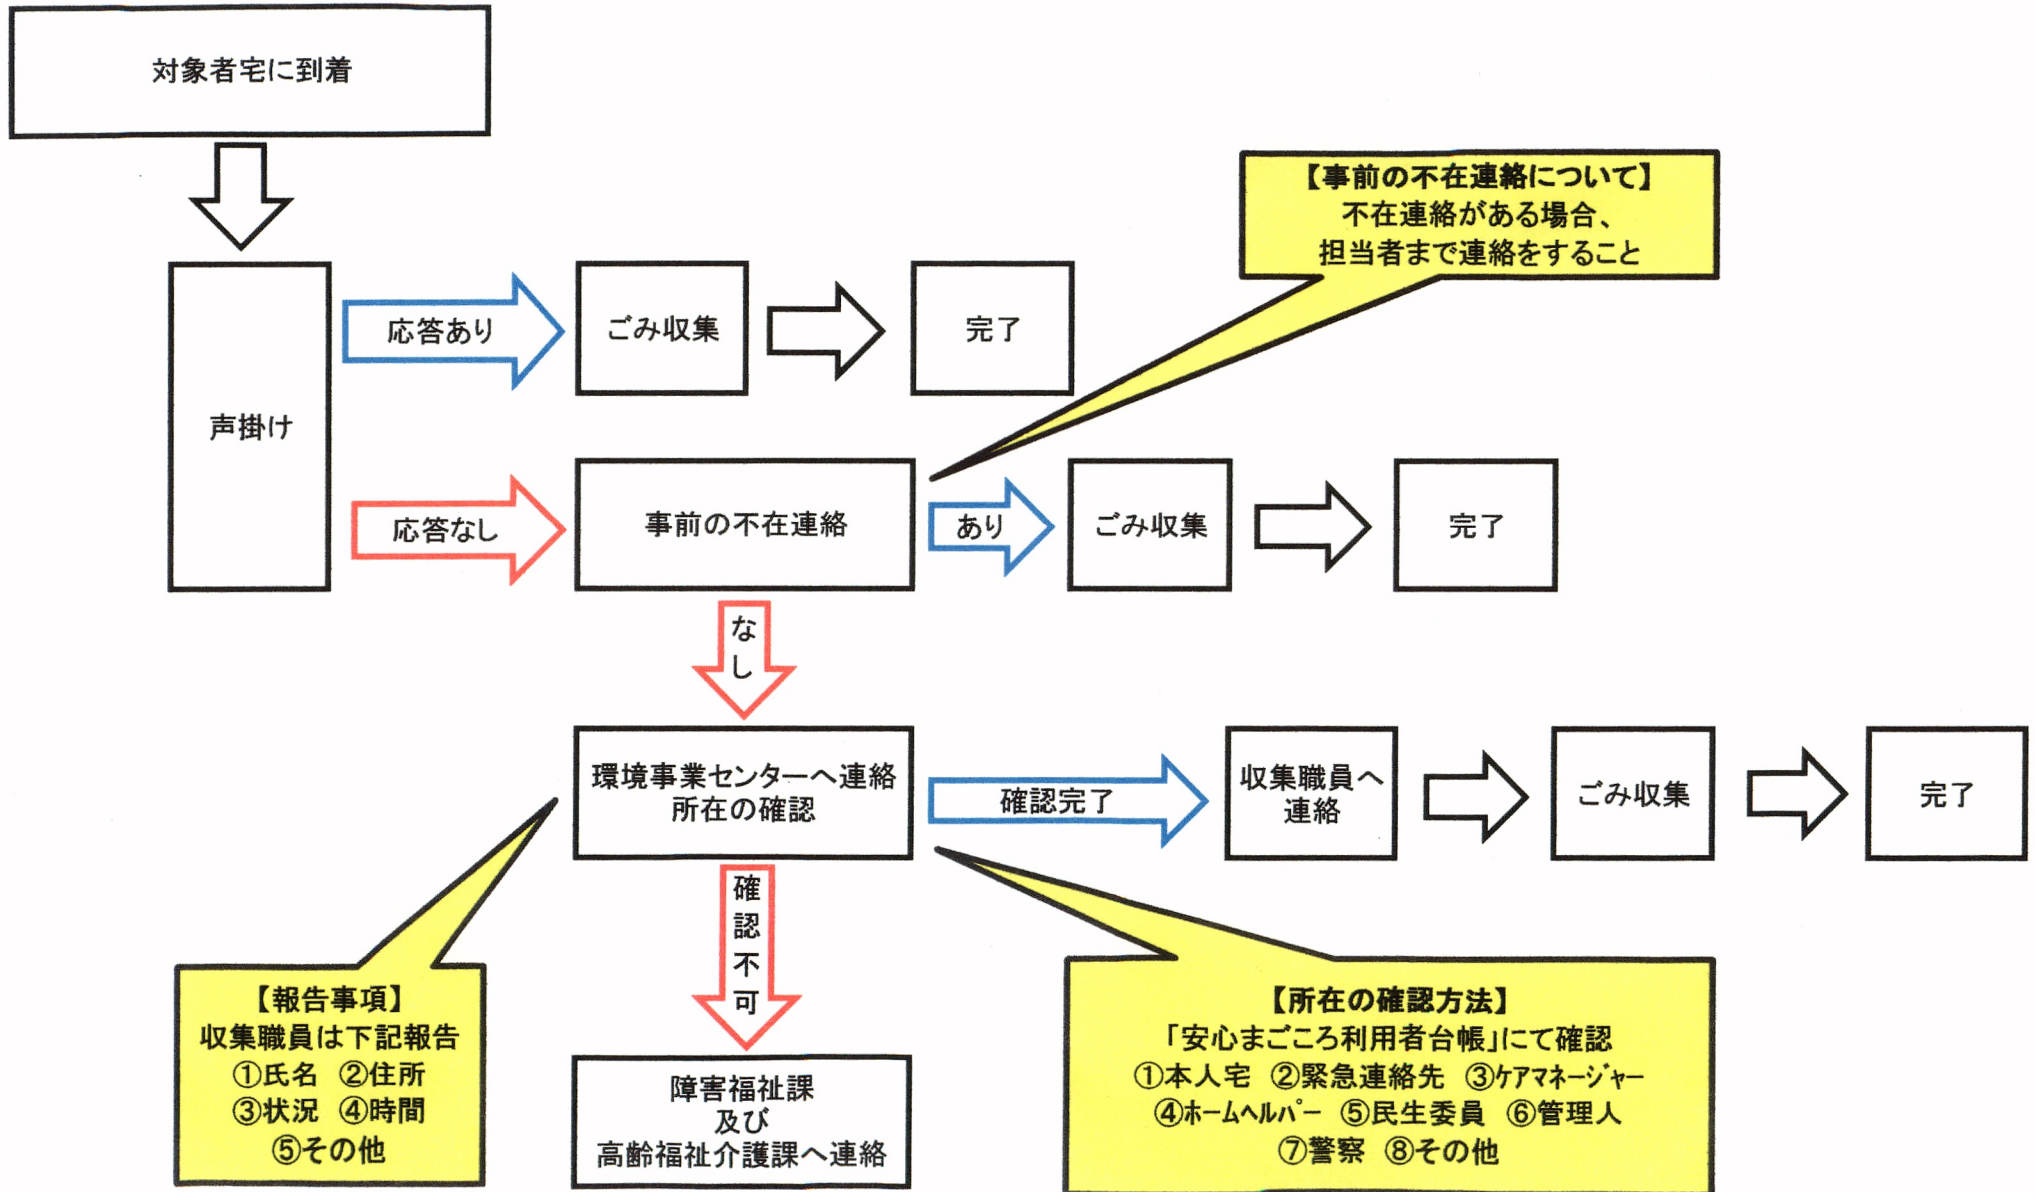 対象者宅に到着
【事前の不在連絡について】
不在連絡がある場合、
担当者まで連絡をすること
声掛け
応答あり
ごみ収集
完了
応答なし
事前の不在連絡
あり
ごみ収集
完了
なし
環境事業センターへ連絡
所在の確認
確認完了
収集職員へ
連絡
ごみ収集
完了
確認不可
【報告事項】
収集職員は下記報告
①氏名 ②住所
③状況 ④時間
⑤その他
障害福祉課
及び
高齢福祉介護課へ連絡
【所在の確認方法】
「安心まごころ利用者台帳」にて確認
①本人宅 ②緊急連絡先 ③ｹｱﾏﾈｰｼﾞｬｰ
④ﾎｰﾑﾍﾙﾊﾟｰ ⑤民生委員 ⑥管理人
⑦警察 ⑧その他